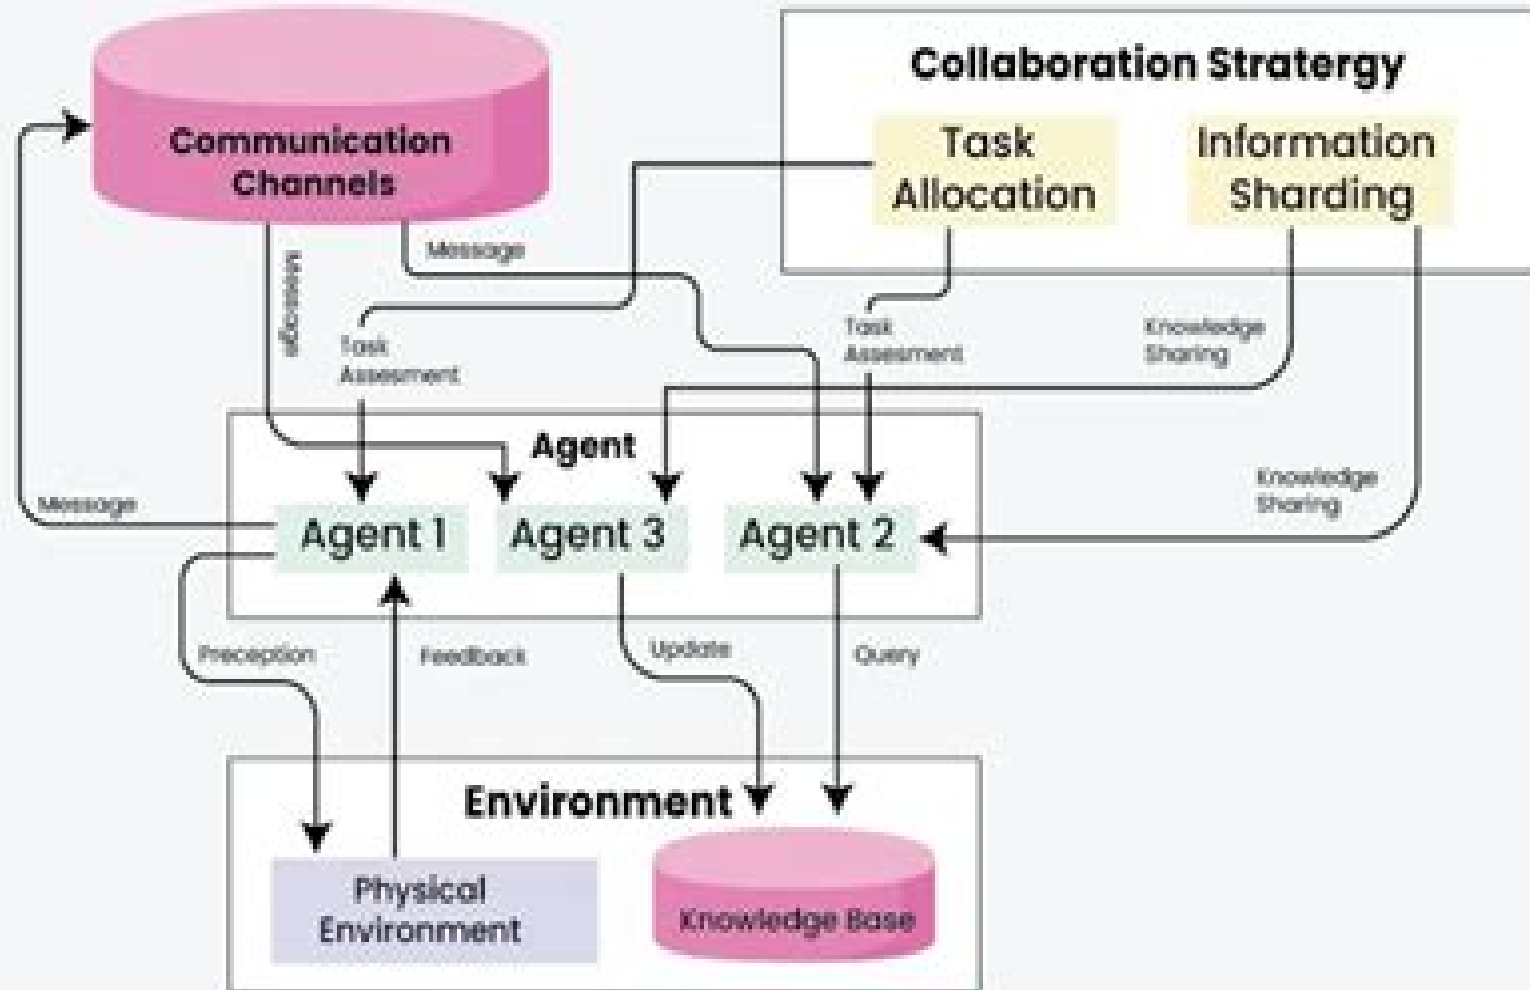 Communication
Channels
Collaboration Stratergy
Task
Allocation
Information
Sharding
Message
Message
Task
Assesment
Task
Assesment
Knowledge
Sharing
Agent
Knowledge
Sharing
Message
Agent 1
Agent 3
Agent 2
Preception
Feedback
Update
Query
Environment
Physical
Environment
Knowledge Base